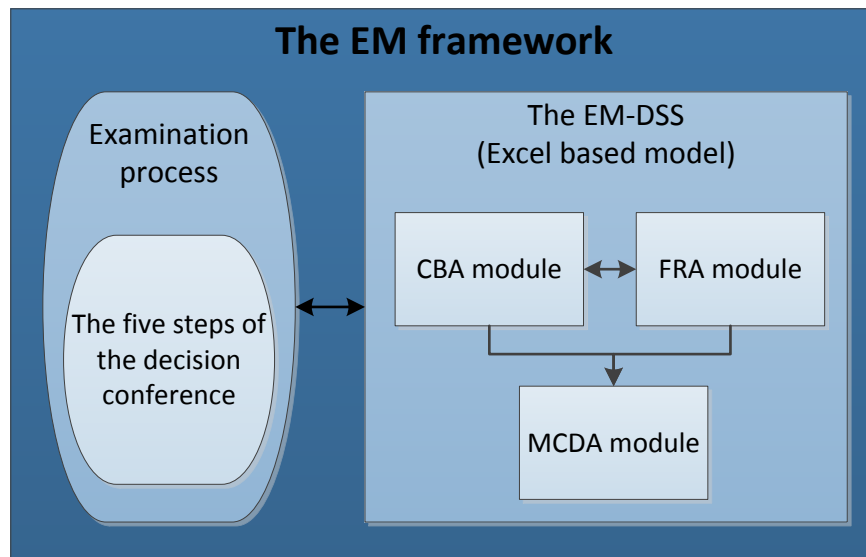 The EM framework
Examination
process
The five steps of
the decision
conference
The EM-DSS
(Excel based model)
CBA module
FRA module
MCDA module